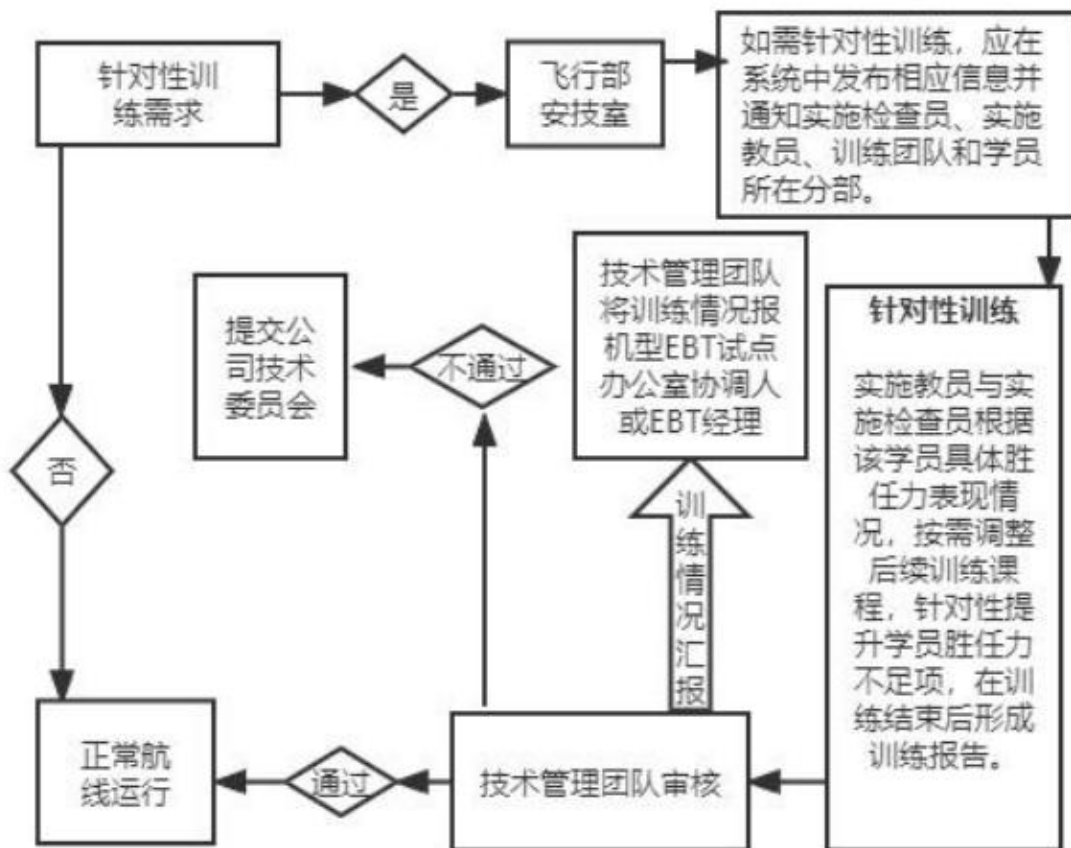 针对性训
练需求
是
飞行部
安技室
如需针对性训练，应在
系统中发布相应信息并
通知实施检查员、实施
教员、训练团队和学员
所在分部。
提交公
司技术
委员会
不通过
技术管理团队
将训练情况报
机型EBT试点
办公室协调人
或EBT经理
针对性训练
实施教员与实
施检查员根据
该学员具体胜
任力表现情
况，按需调整
后续训练课
程，针对性提
升学员胜任力
不足项，在训
练结束后形成
训练报告。
否
训练情况汇报
正常航
线运行
通过
技术管理团队审核